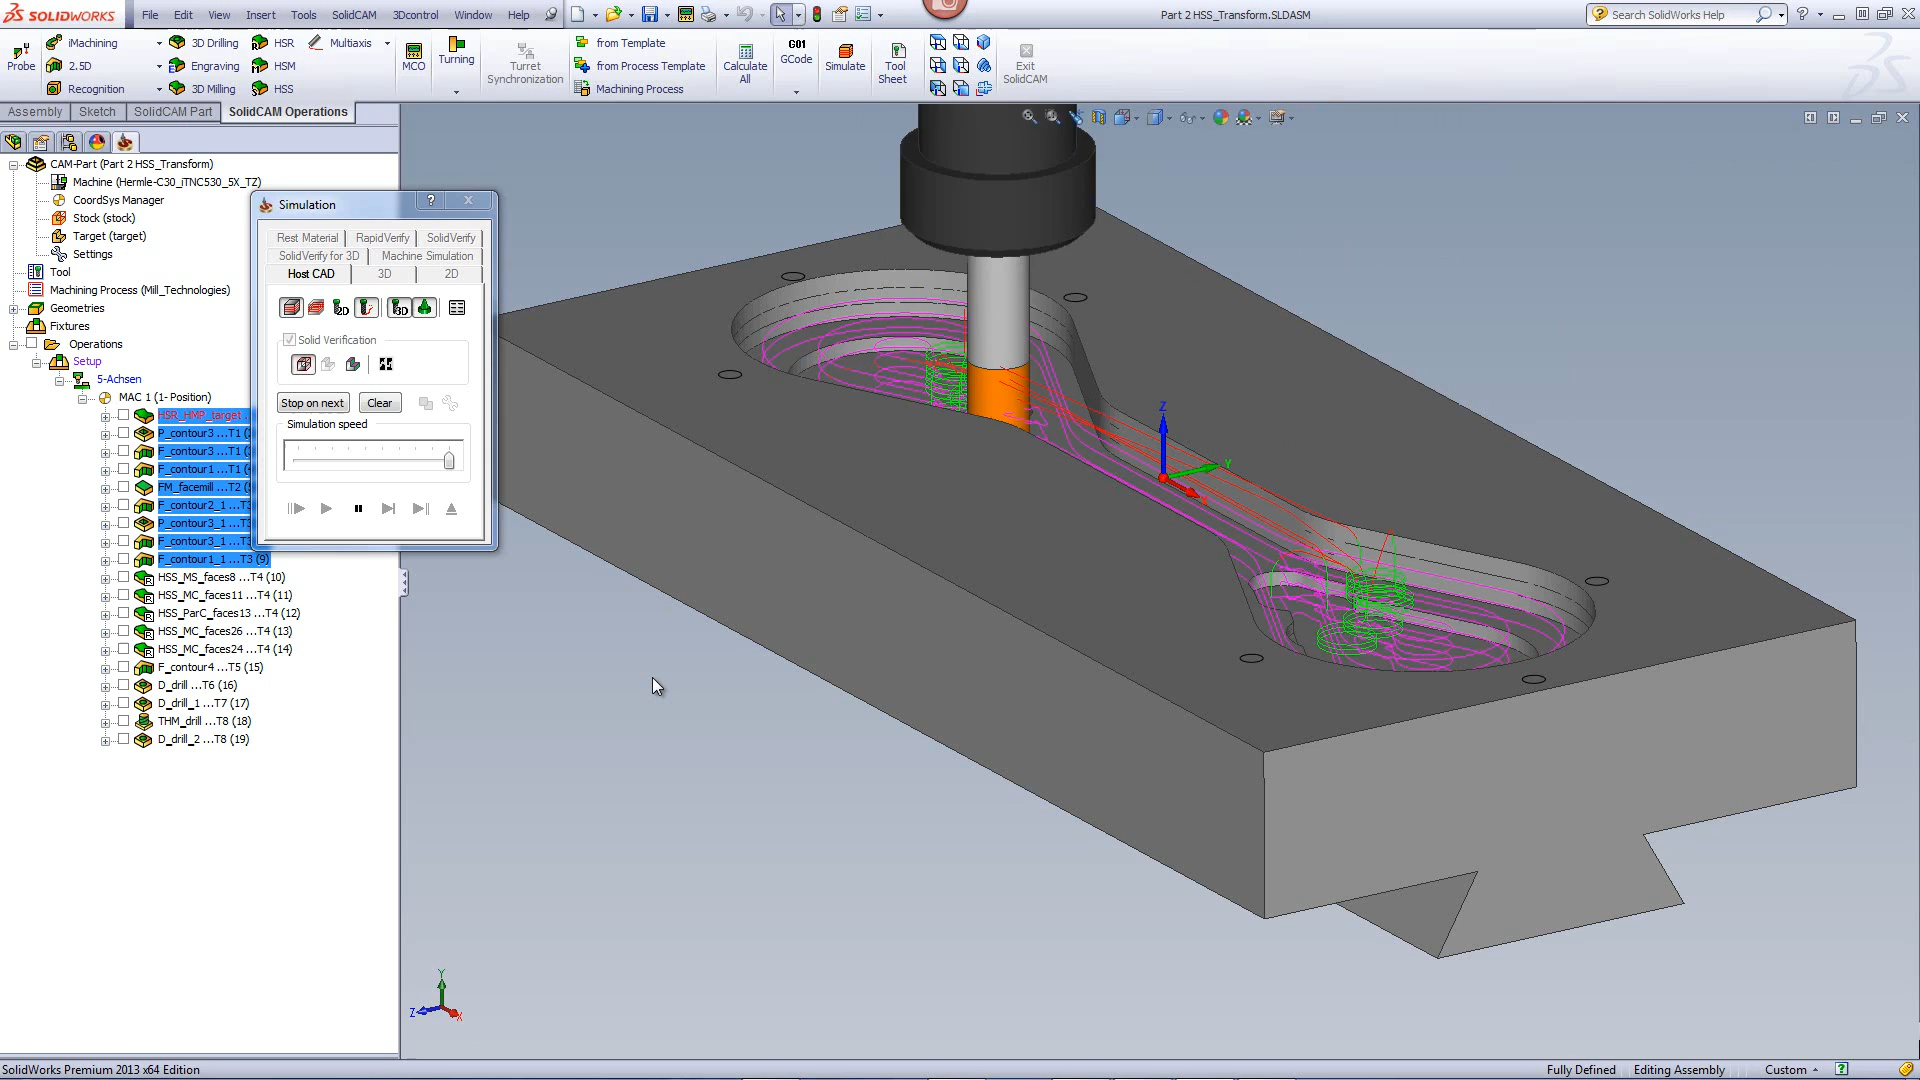 SOLIDWORKS File Edit View Insert Tools SolidCAM 3Dcontrol Window Help
Part 2 HSS_Transform.SLDASM
Search SolidWorks Help
Probe
iMachining
2.5D
Recognition
3D Drilling
Engraving
3D Milling
HSR
HSM
HSS
Multiaxis
MCO
Turning
Turret Synchronization
from Template
from Process Template
Machining Process
Calculate All
G01
GCode
Simulate
Tool Sheet
Exit SolidCAM
Assembly Sketch SolidCAM Part SolidCAM Operations
CAM-Part (Part 2 HSS_Transform)
Machine (Hermle-C30_iTNC530_5X_TZ)
CoordSys Manager
Stock (stock)
Target (target)
Settings
Tool
Machining Process (Mill_Technologies)
Geometries
Fixtures
Operations
Setup
5-Achsen
MAC 1 (1- Position)
HSR_HMP_target ..
P_contour3 ...T1
F_contour3 ...T1
F_contour1 ...T1
FM_facemill ...T2
F_contour2_1 ...T3
P_contour3_1 ...T3
F_contour3_1 ...T3
F_contour1_1 ...T3 (9)
HSS_MS_faces8 ...T4 (10)
HSS_MC_faces11 ...T4 (11)
HSS_ParC_faces13 ...T4 (12)
HSS_MC_faces26 ...T4 (13)
HSS_MC_faces24 ...T4 (14)
F_contour4 ...T5 (15)
D_drill ...T6 (16)
D_drill_1 ...T7 (17)
THM_drill ...T8 (18)
D_drill_2 ...T8 (19)
Simulation
Rest Material RapidVerify SolidVerify
SolidVerify for 3D Machine Simulation
Host CAD 3D 2D
2D 3D
Solid Verification
Stop on next Clear
Simulation speed
Z
Y
Y
Z
X
SolidWorks Premium 2013 x64 Edition
Fully Defined Editing Assembly Custom